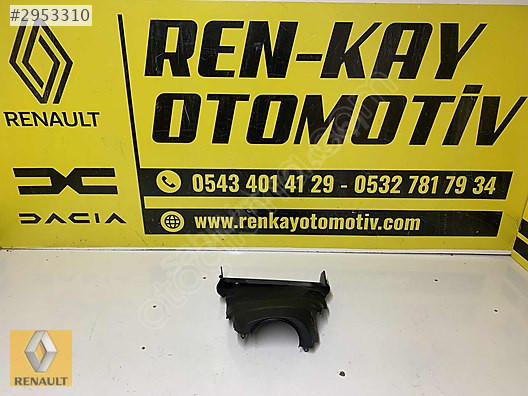 #2953310
REN-KAY
OTOMOTİV
RENAULT
0543 401 41 29 - 0532 781 79 34
DACIA
www.renkayotomotiv.com
RENAULT